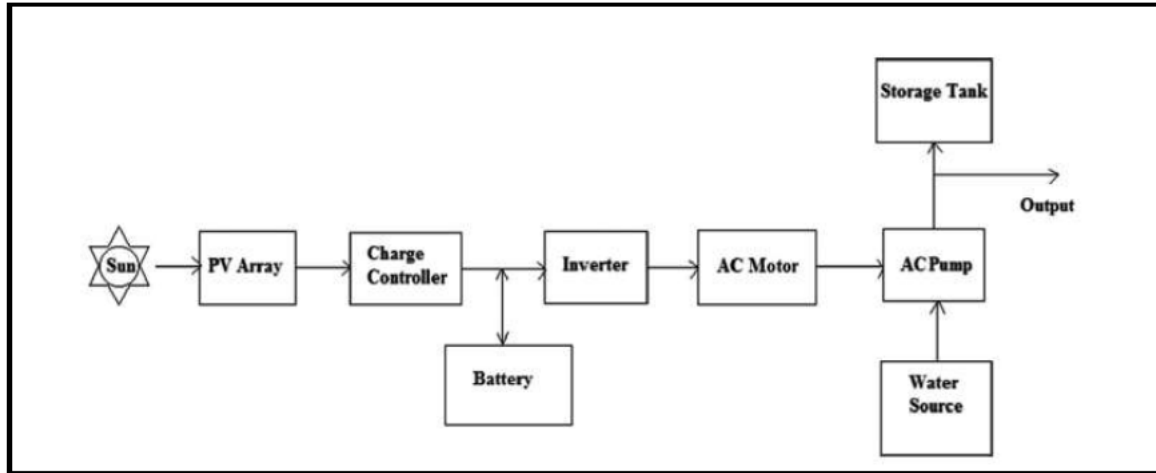 Storage Tank
Output
Sun
PV Array
Charge
Controller
Inverter
AC Motor
AC Pump
Battery
Water
Source